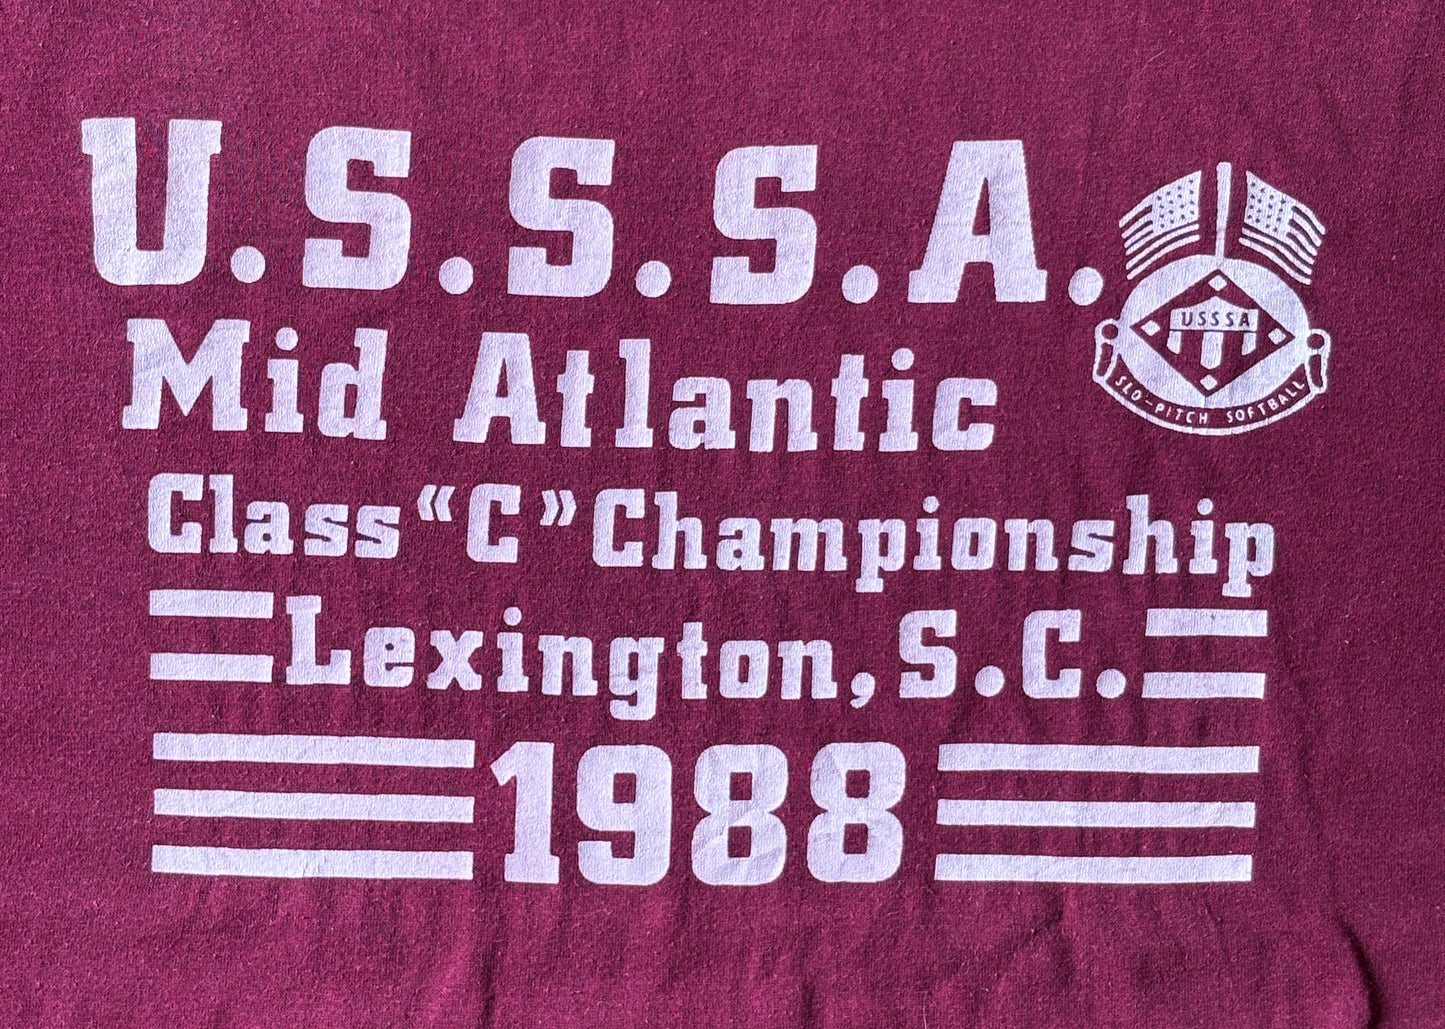 U.S.S.S.A.
USSSA
SLO-PITCH SOFTBALL
Mid Atlantic
Class «C» Championship
Lexington, S.C.
1988